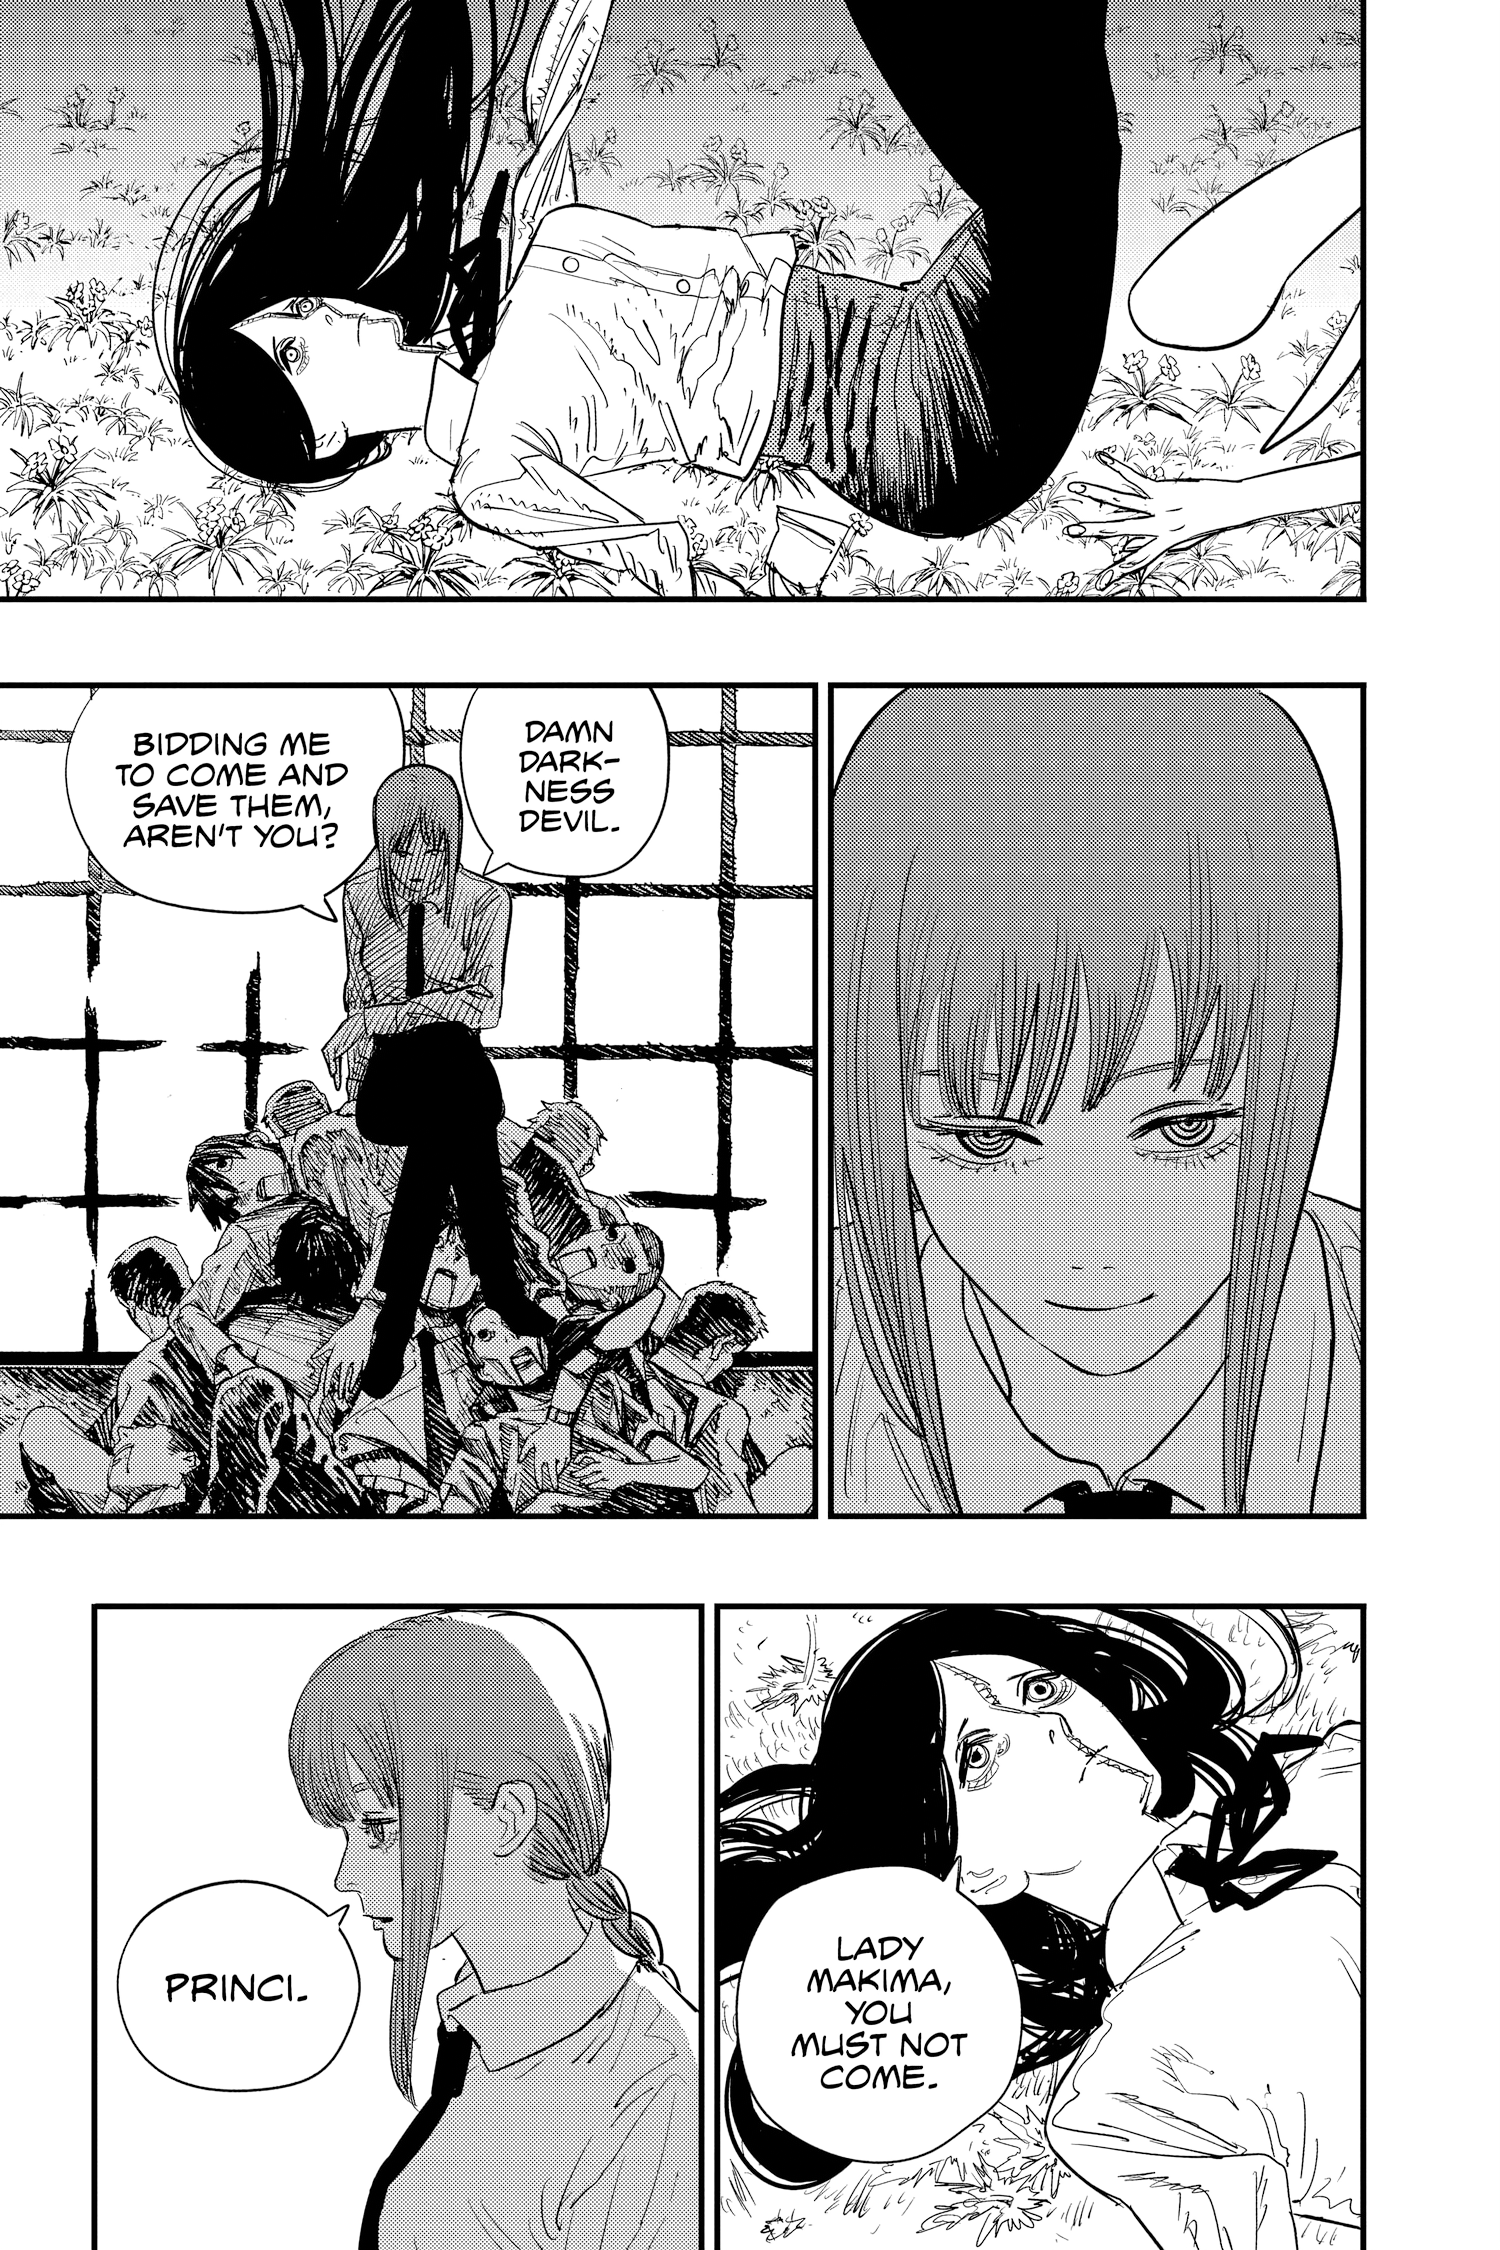 DAMN
DARK-
NESS
DEVIL.
BIDDING ME
TO COME AND
SAVE THEM,
AREN'T YOU?
LADY
MAKIMA,
YOU
MUST NOT
COME.
PRINCI.